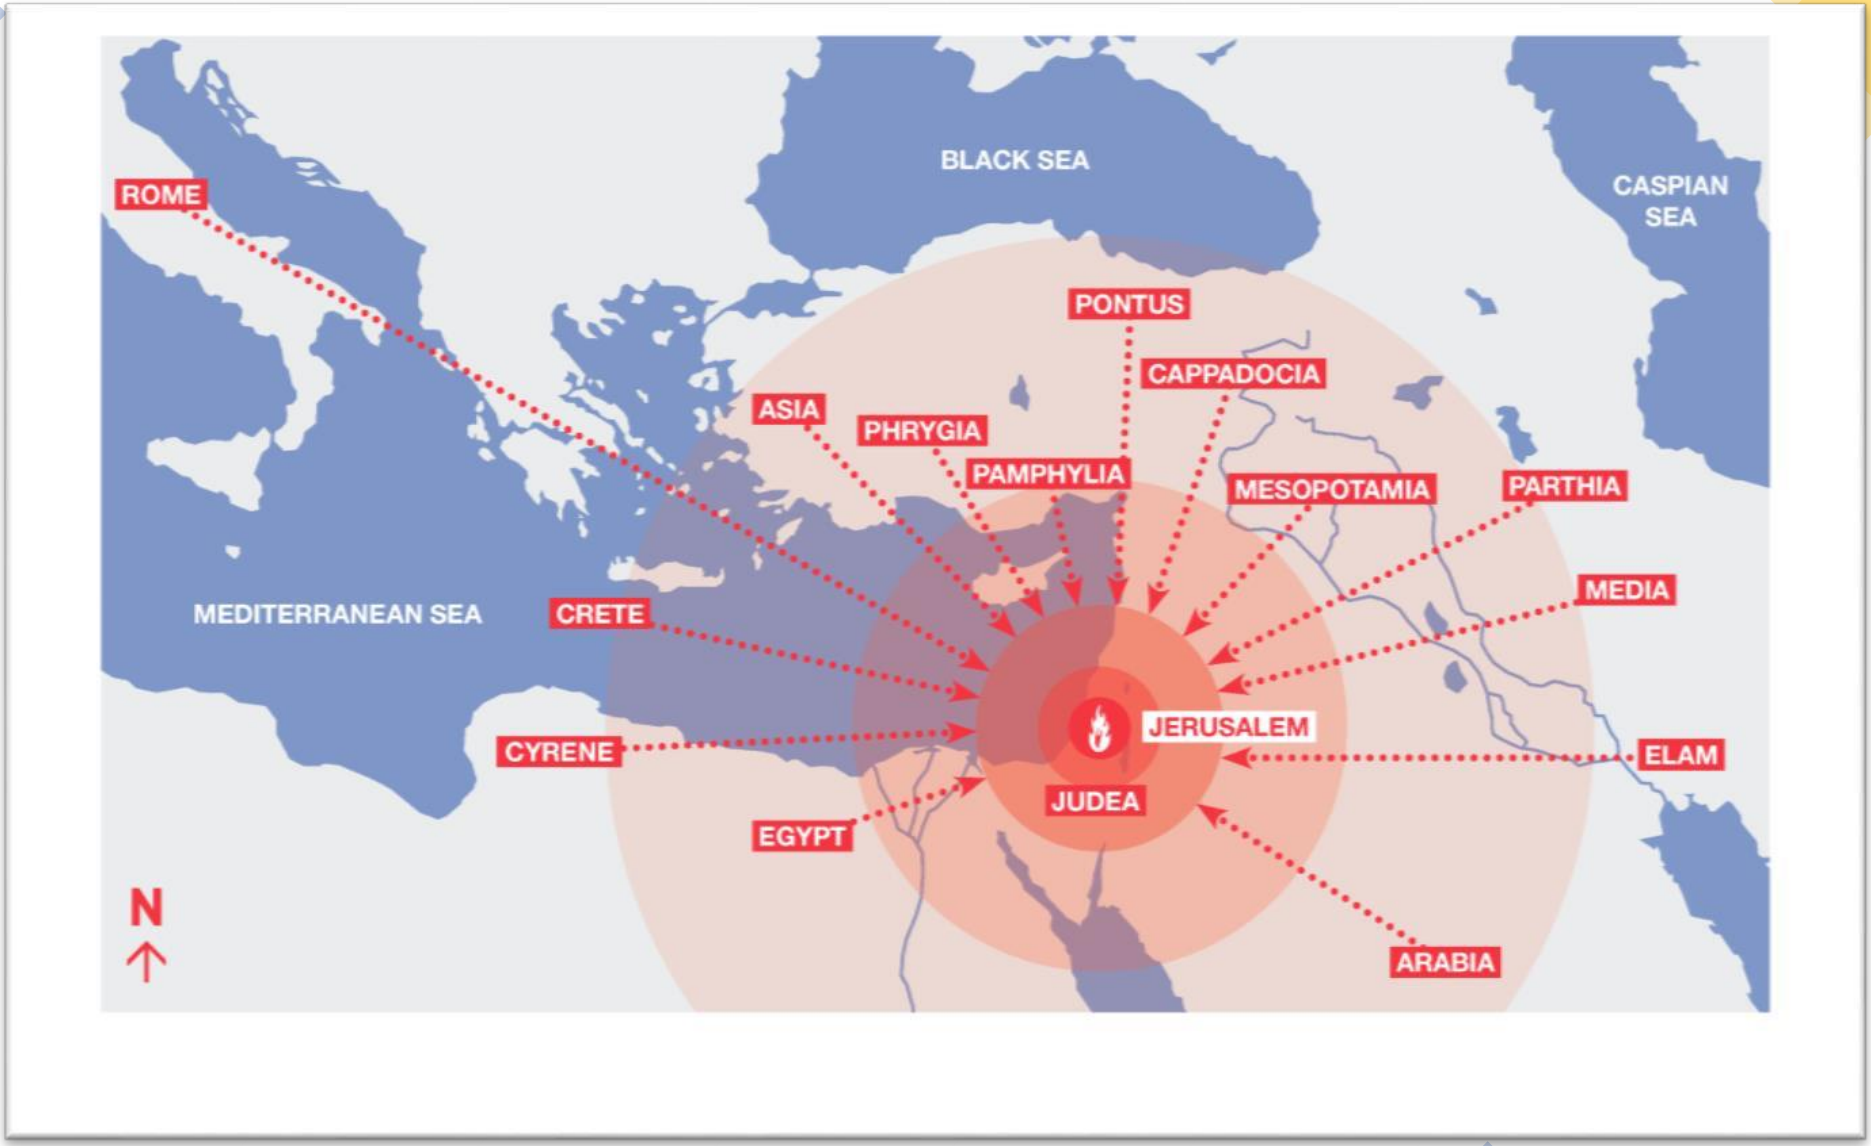 BLACK SEA
CASPIAN
SEA
ROME
PONTUS
CAPPADOCIA
ASIA
PHRYGIA
PAMPHYLIA
MESOPOTAMIA
PARTHIA
MEDIA
MEDITERRANEAN SEA
CRETE
JERUSALEM
CYRENE
ELAM
JUDEA
EGYPT
N
ARABIA